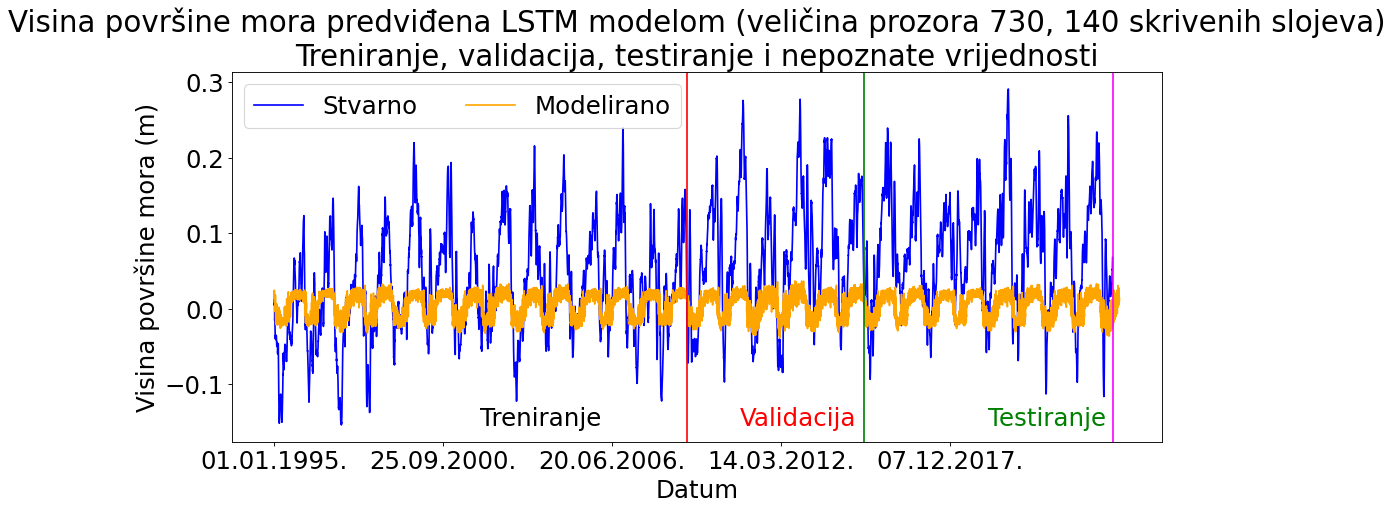 Visina površine mora predviđena LSTM modelom (veličina prozora 730, 140 skrivenih slojeva)
Treniranje, validacija, testiranje i nepoznate vrijednosti
Stvarno
Modelirano
Visina površine mora (m)
0.3
0.2
0.1
0.0
−0.1
Treniranje
Validacija
Testiranje
01.01.1995.
25.09.2000.
20.06.2006.
14.03.2012.
07.12.2017.
Datum